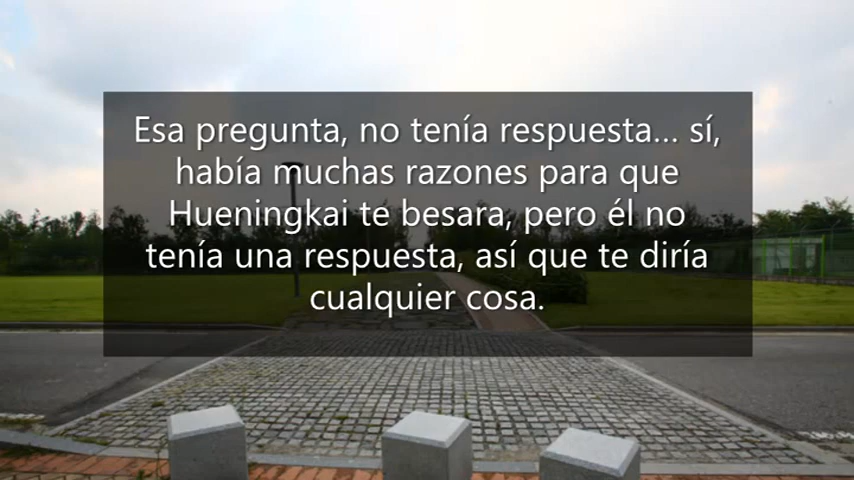 Esa pregunta, no tenía respuesta... sí,
había muchas razones para que
Hueningkai te besara, pero él no
tenía una respuesta, así que te diría
cualquier cosa.